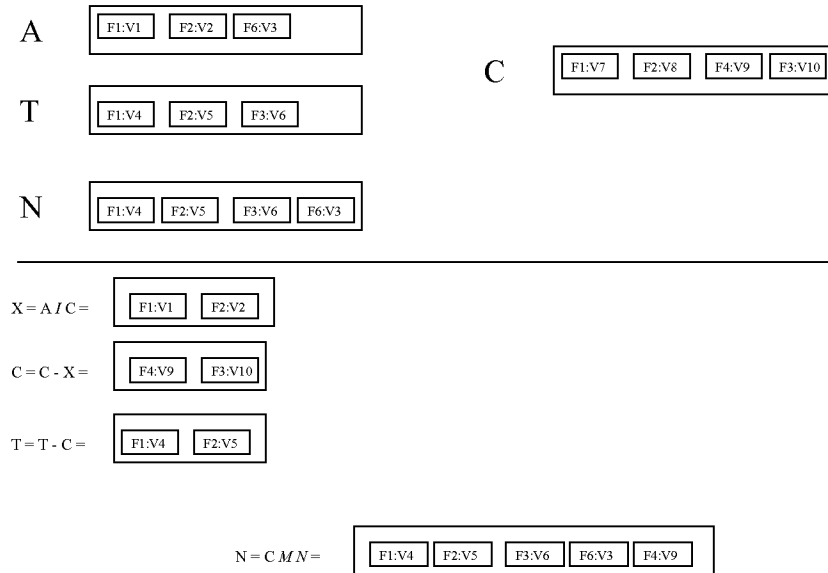 A F1:V1 F2:V2 F6:V3
C F1:V7 F2:V8 F4:V9 F3:V10
T F1:V4 F2:V5 F3:V6
N F1:V4 F2:V5 F3:V6 F6:V3
X = A I C = F1:V1 F2:V2
C = C - X = F4:V9 F3:V10
T = T - C = F1:V4 F2:V5
N = C M N = F1:V4 F2:V5 F3:V6 F6:V3 F4:V9